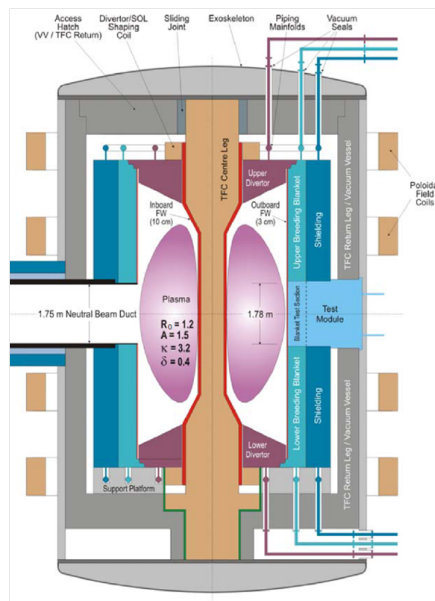 Access
Hatch
(VV / TFC Return)
Divertor/SOL
Shaping
Coil
Sliding
Joint
Exoskeleton
Piping
Mainfolds
Vacuum
Seals
TFC Centre Leg
Upper
Divertor
Inboard
FW
(10 cm)
Outboard
FW
(3 cm)
Upper Breeding Blanket
Shielding
TFC Return Leg / Vacuum Vessel
Poloidal
Field
Coils
1.75 m Neutral Beam Duct
Plasma
R₀ = 1.2
A = 1.5
κ = 3.2
δ = 0.4
1.78 m
Blanket Test Section
Test
Module
Lower Breeding Blanket
Shielding
TFC Return Leg / Vacuum Vessel
Lower
Divertor
Support Platform